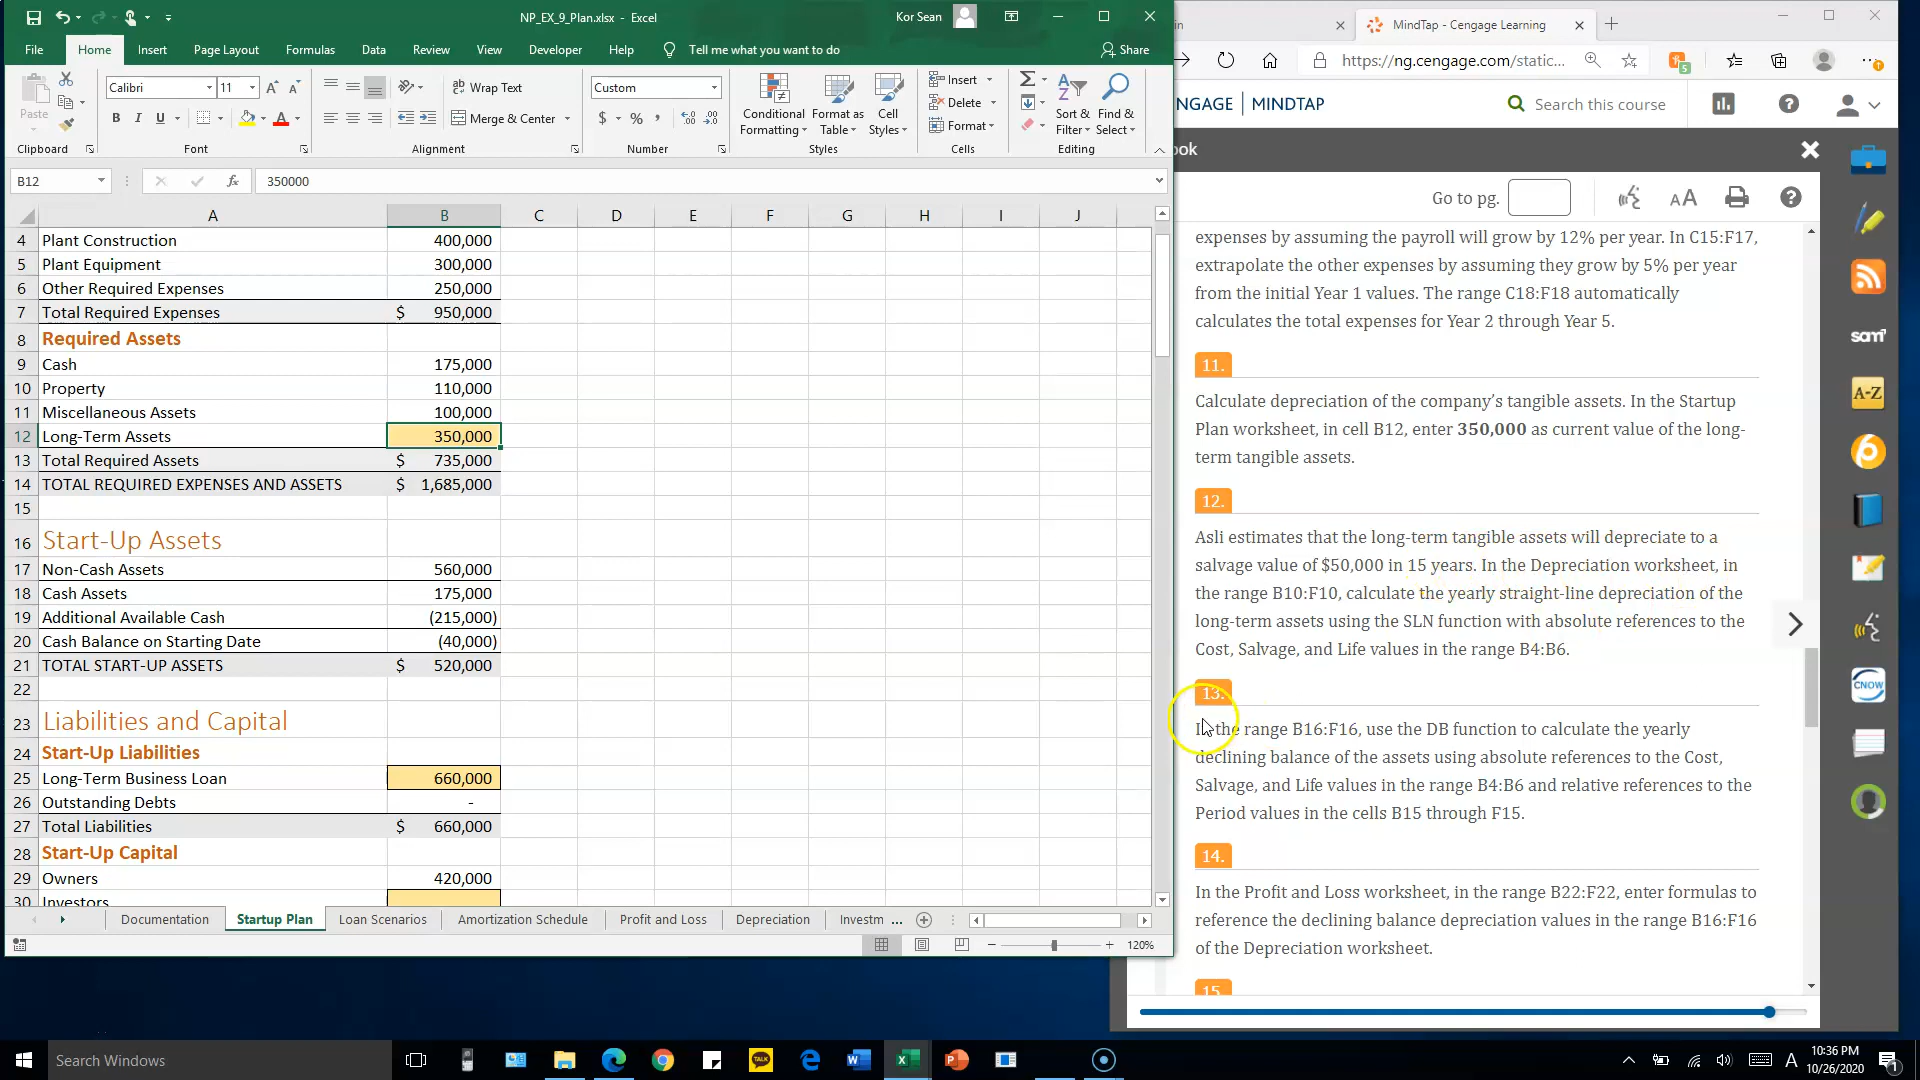 NP_EX_9_Plan.xlsx - Excel
Kor Sean
File Home Insert Page Layout Formulas Data Review View Developer Help Tell me what you want to do Share
Paste
Clipboard
Calibri 11
B I U
Font
Wrap Text
Merge & Center
Alignment
Custom
$ % ,
Number
Conditional Formatting
Format as Table
Cell Styles
Styles
Insert
Delete
Format
Cells
Sort & Filter
Find & Select
Editing
B12 fx 350000
A B C D E F G H I J
4 Plant Construction 400,000
5 Plant Equipment 300,000
6 Other Required Expenses 250,000
7 Total Required Expenses $ 950,000
8 Required Assets
9 Cash 175,000
10 Property 110,000
11 Miscellaneous Assets 100,000
12 Long-Term Assets 350,000
13 Total Required Assets $ 735,000
14 TOTAL REQUIRED EXPENSES AND ASSETS $ 1,685,000
15
16 Start-Up Assets
17 Non-Cash Assets 560,000
18 Cash Assets 175,000
19 Additional Available Cash (215,000)
20 Cash Balance on Starting Date (40,000)
21 TOTAL START-UP ASSETS $ 520,000
22
23 Liabilities and Capital
24 Start-Up Liabilities
25 Long-Term Business Loan 660,000
26 Outstanding Debts -
27 Total Liabilities $ 660,000
28 Start-Up Capital
29 Owners 420,000
30 Investors
Documentation Startup Plan Loan Scenarios Amortization Schedule Profit and Loss Depreciation Investm ...
120%
in
MindTap - Cengage Learning
https://ng.cengage.com/static...
5
NGAGE | MINDTAP
Search this course
ook
Go to pg.
AA
expenses by assuming the payroll will grow by 12% per year. In C15:F17,
extrapolate the other expenses by assuming they grow by 5% per year
from the initial Year 1 values. The range C18:F18 automatically
calculates the total expenses for Year 2 through Year 5.
11.
Calculate depreciation of the company’s tangible assets. In the Startup
Plan worksheet, in cell B12, enter 350,000 as current value of the long-
term tangible assets.
12.
Asli estimates that the long-term tangible assets will depreciate to a
salvage value of $50,000 in 15 years. In the Depreciation worksheet, in
the range B10:F10, calculate the yearly straight-line depreciation of the
long-term assets using the SLN function with absolute references to the
Cost, Salvage, and Life values in the range B4:B6.
13.
In the range B16:F16, use the DB function to calculate the yearly
declining balance of the assets using absolute references to the Cost,
Salvage, and Life values in the range B4:B6 and relative references to the
Period values in the cells B15 through F15.
14.
In the Profit and Loss worksheet, in the range B22:F22, enter formulas to
reference the declining balance depreciation values in the range B16:F16
of the Depreciation worksheet.
15.
sam
A-Z
CNOW
Search Windows
TALK
A
10:36 PM
10/26/2020
1